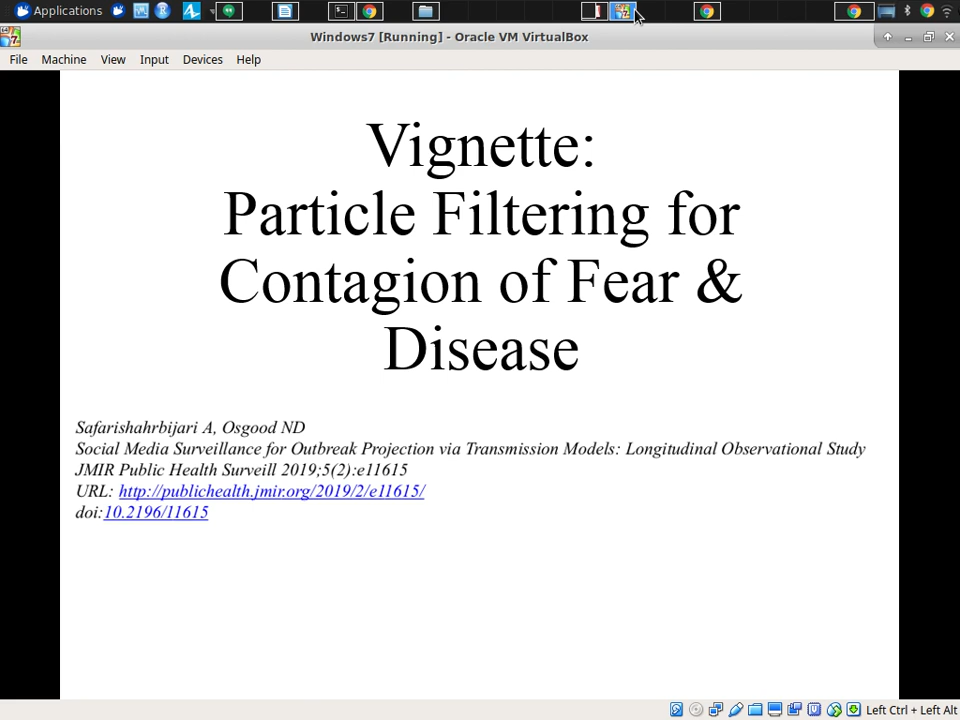 Applications
Windows7 [Running] - Oracle VM VirtualBox
File Machine View Input Devices Help
Vignette:
Particle Filtering for
Contagion of Fear &
Disease
Safarishahrbijari A, Osgood ND
Social Media Surveillance for Outbreak Projection via Transmission Models: Longitudinal Observational Study
JMIR Public Health Surveill 2019;5(2):e11615
URL: http://publichealth.jmir.org/2019/2/e11615/
doi:10.2196/11615
Left Ctrl + Left Alt